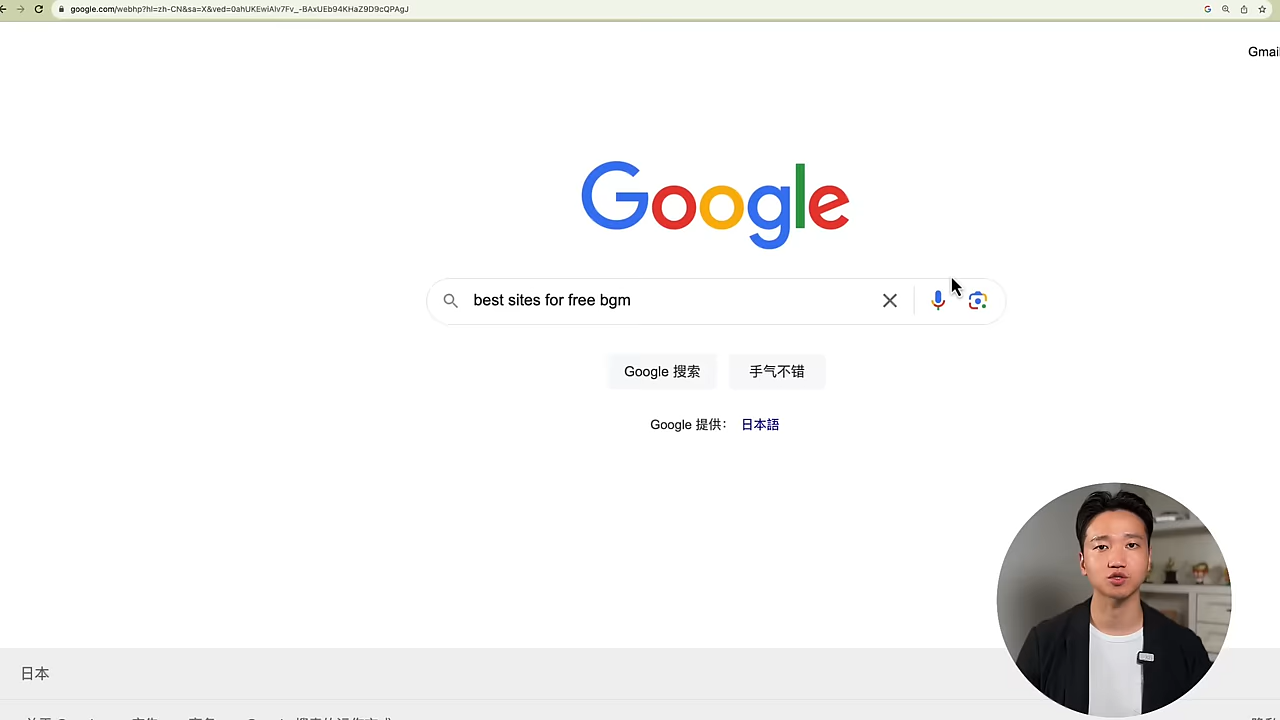 google.com/webhp?hl=zh-CN&sa=X&ved=0ahUKEwiAlv7Fv_-BAxUEb94KHaZ9D9cQPAgJ
Gmail
Google
best sites for free bgm
Google 搜索
手气不错
Google 提供： 日本語
日本